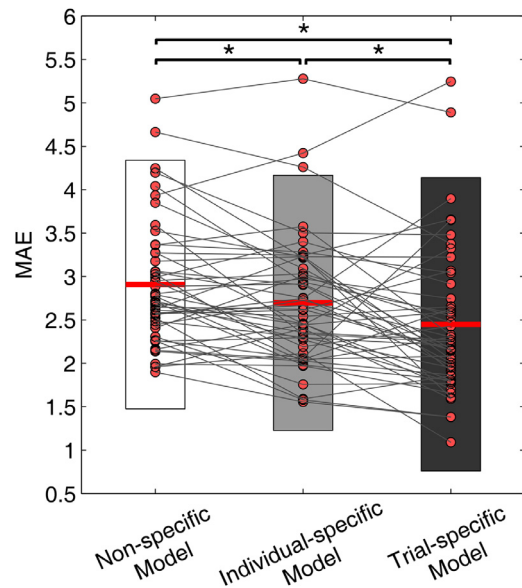 *
* *
6
5.5
5
4.5
4
3.5
3
2.5
2
1.5
1
0.5
MAE
Non-specific
Model
Individual-specific
Model
Trial-specific
Model